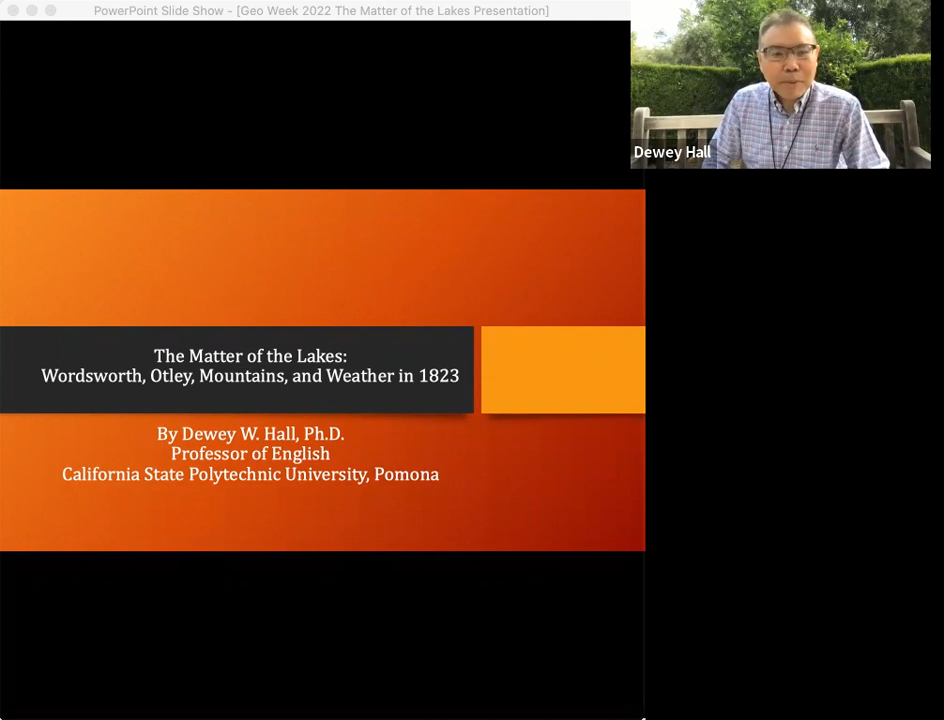 PowerPoint Slide Show - [Geo Week 2022 The Matter of the Lakes Presentation]
Dewey Hall
The Matter of the Lakes:
Wordsworth, Otley, Mountains, and Weather in 1823
By Dewey W. Hall, Ph.D.
Professor of English
California State Polytechnic University, Pomona